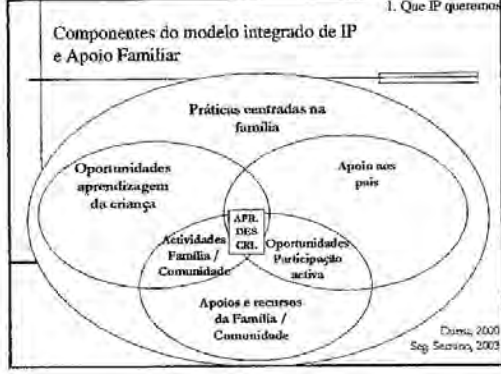 1. Que IP queremos
Componentes do modelo integrado de IP
e Apoio Familiar
Práticas centradas na
família
Oportunidades
aprendizagem
da criança
Apoio aos
pais
APR.
DES
CRI.
Actividades
Família /
Comunidade
Oportunidades
Participação
activa
Apoios e recursos
da Família /
Comunidade
2000
Seg. Serrano, 2003